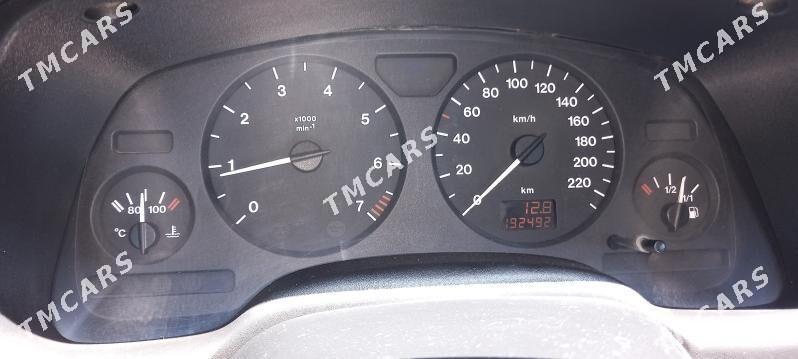 TMCARS TMCARS TMCARS
0 1 2 3 4 5 6 7
x1000
min⁻¹
0 20 40 60 80 100 120 140 160 180 200 220
km/h
km
12.8
192492
80 100
°C
1/2 1/1
TMCARS
TMCARS TMCARS